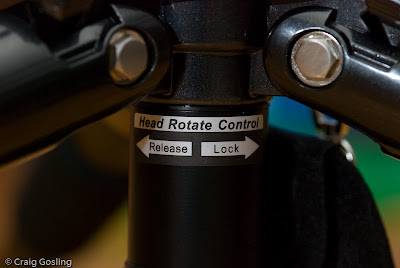 Head Rotate Control
Release Lock
© Craig Gosling